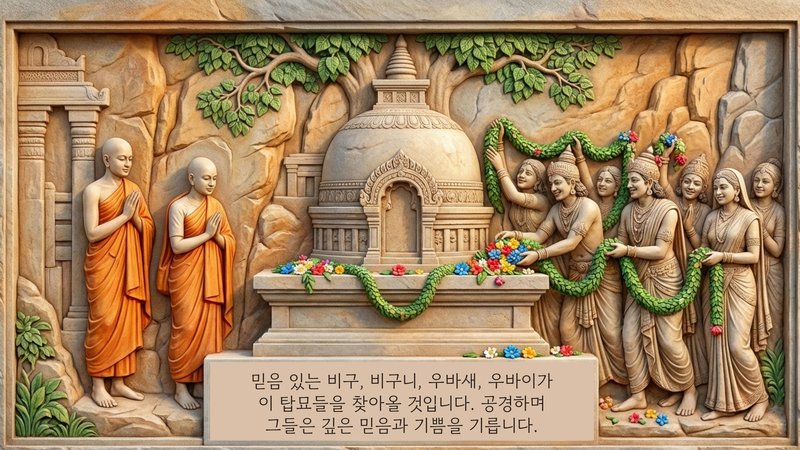 믿음 있는 비구, 비구니, 우바새, 우바이가
이 탑묘들을 찾아올 것입니다. 공경하며
그들은 깊은 믿음과 기쁨을 기릅니다.